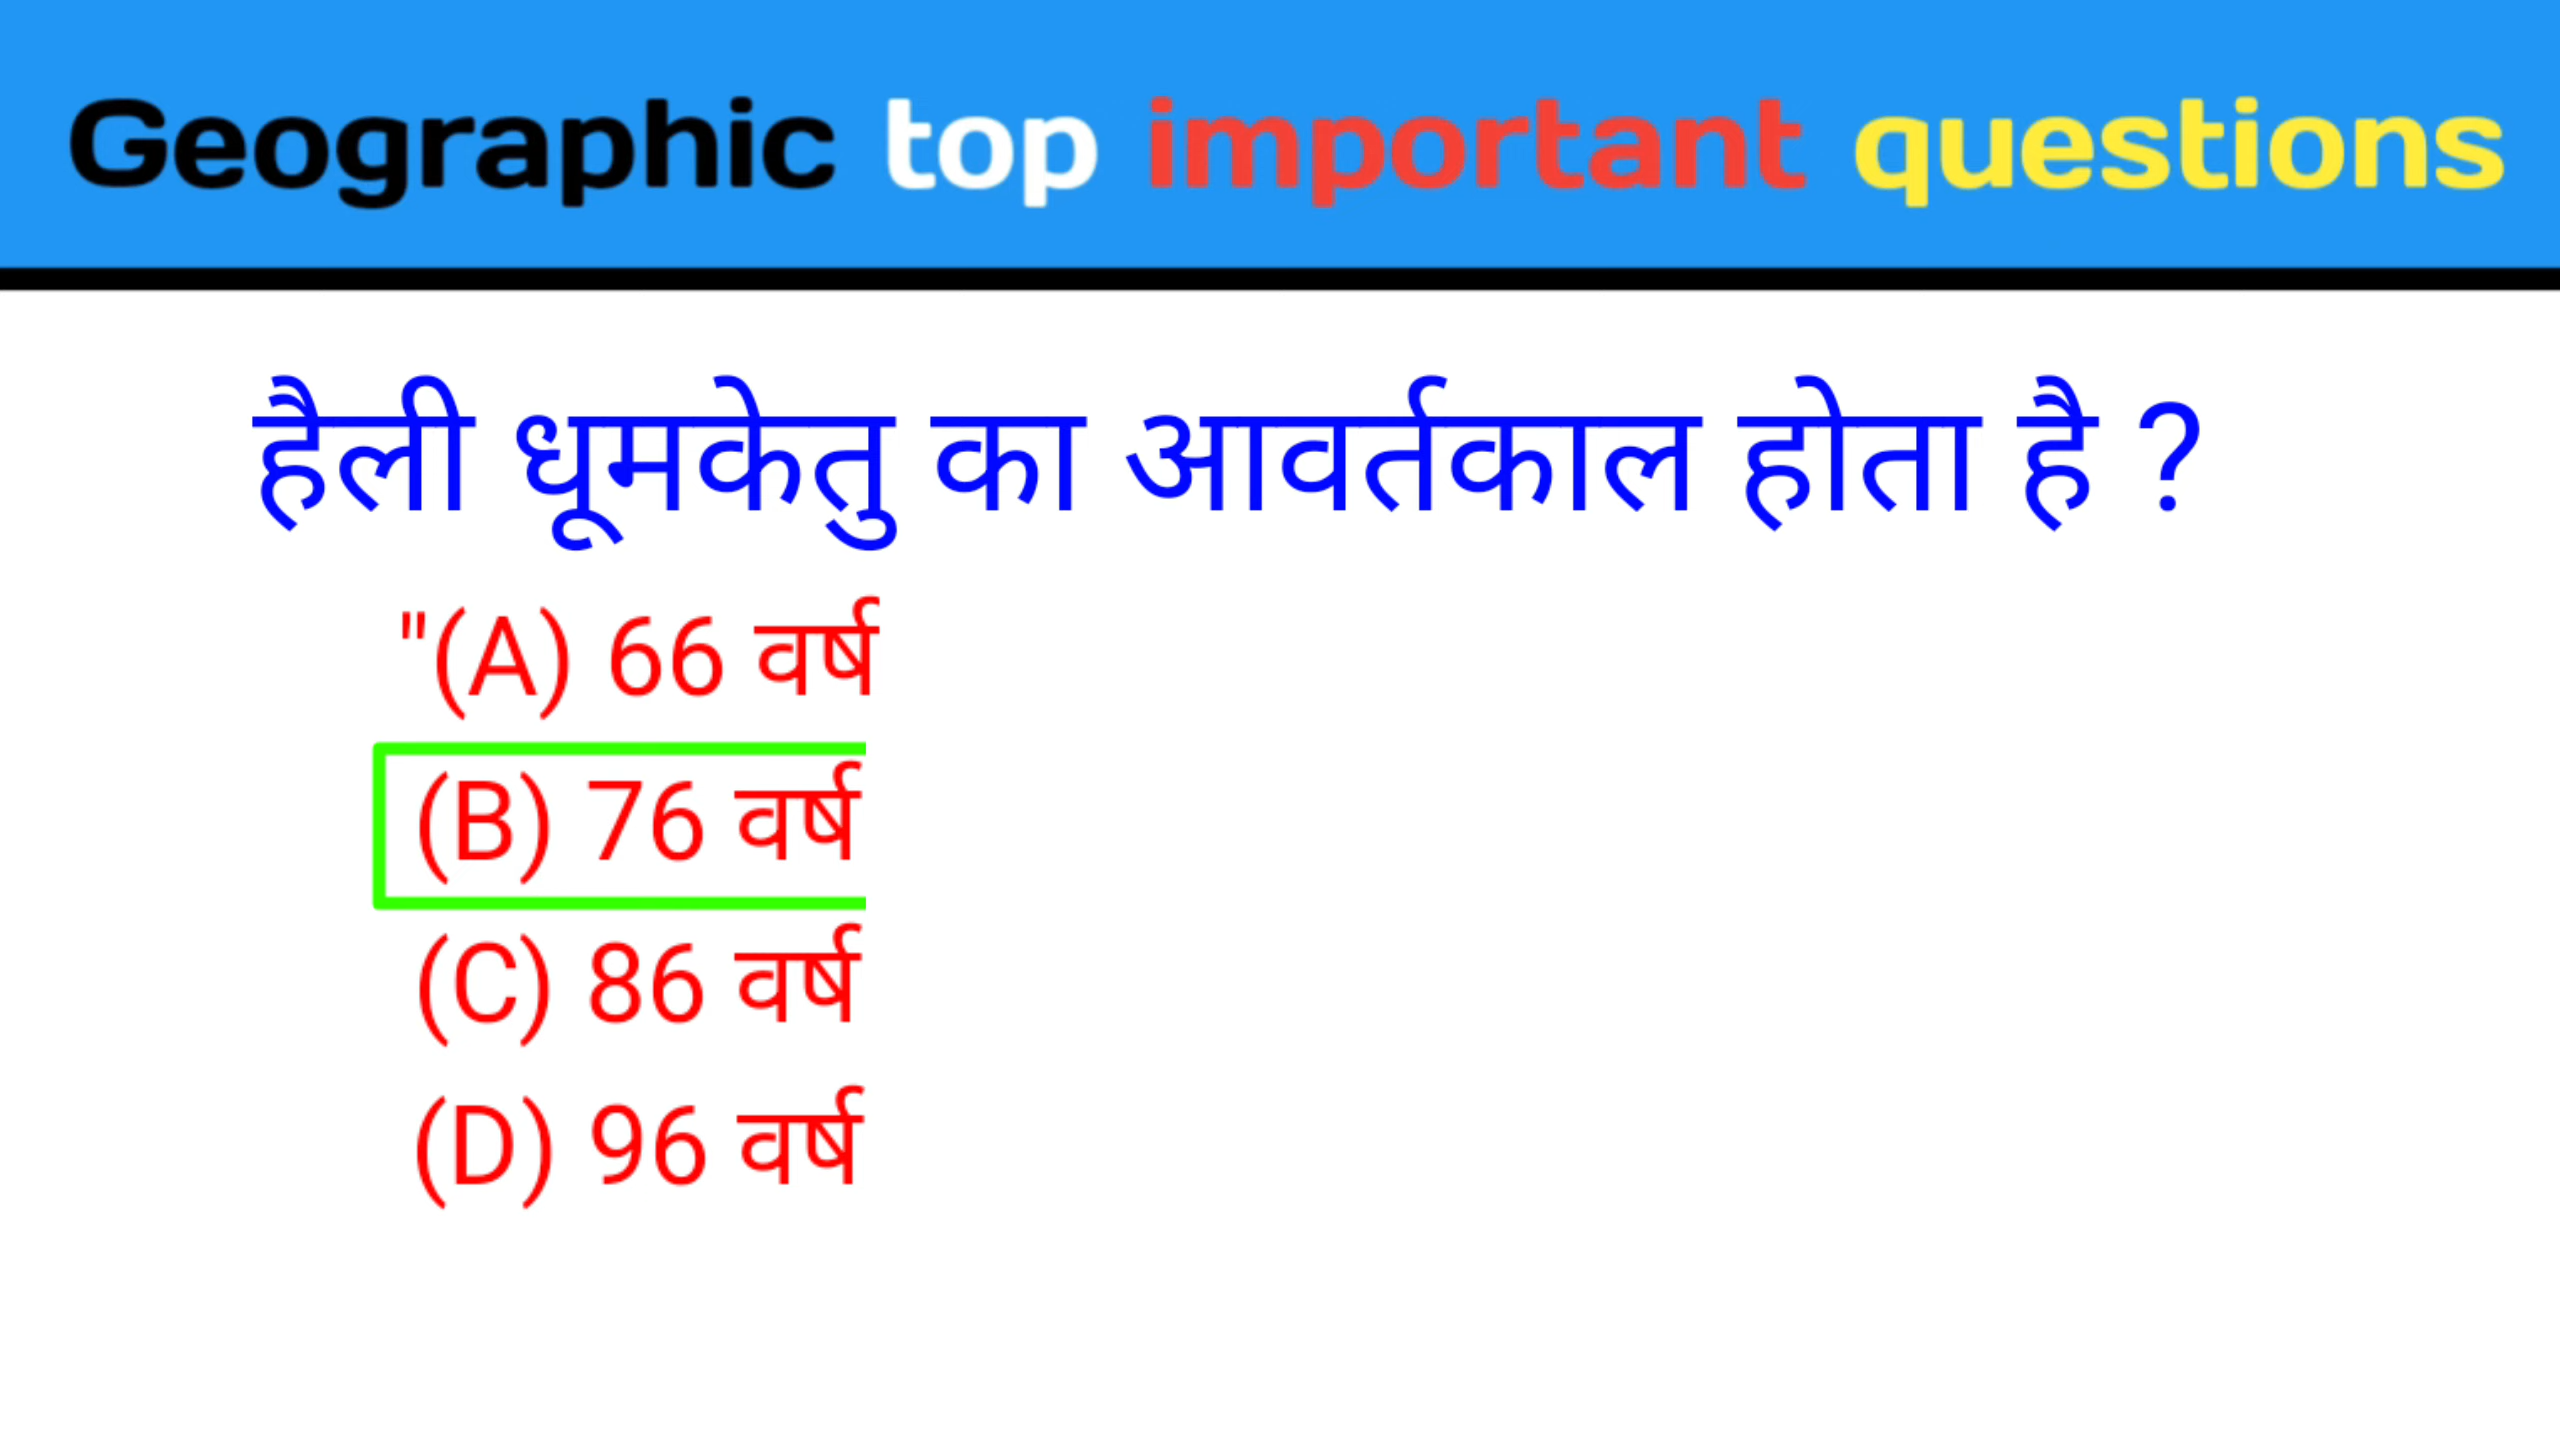 Geographic top important questions
हैली धूमकेतु का आवर्तकाल होता है ?
"(A) 66 वर्ष
(B) 76 वर्ष
(C) 86 वर्ष
(D) 96 वर्ष